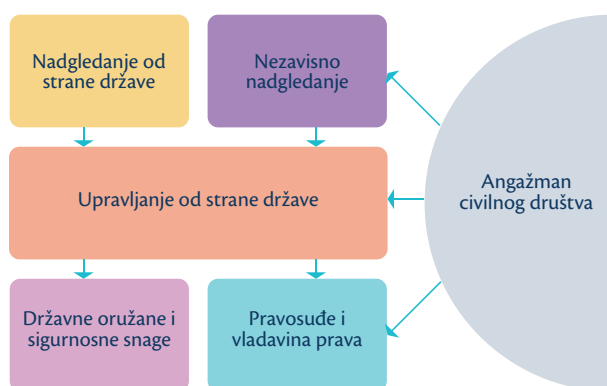 Nadgledanje od
strane države
Nezavisno
nadgledanje
Upravljanje od strane države
Angažman
civilnog društva
Državne oružane i
sigurnosne snage
Pravosuđe i
vladavina prava